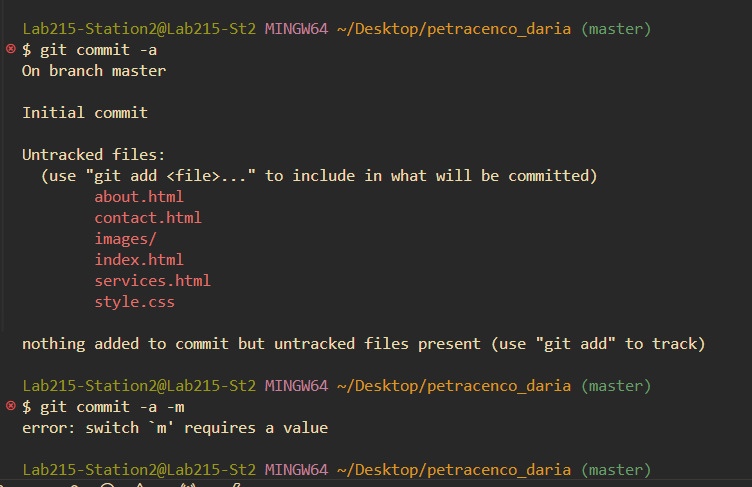 Lab215-Station2@Lab215-St2 MINGW64 ~/Desktop/petracenco_daria (master)
$ git commit -a
On branch master
Initial commit
Untracked files:
(use "git add <file>..." to include in what will be committed)
about.html
contact.html
images/
index.html
services.html
style.css
nothing added to commit but untracked files present (use "git add" to track)
Lab215-Station2@Lab215-St2 MINGW64 ~/Desktop/petracenco_daria (master)
$ git commit -a -m
error: switch `m' requires a value
Lab215-Station2@Lab215-St2 MINGW64 ~/Desktop/petracenco_daria (master)